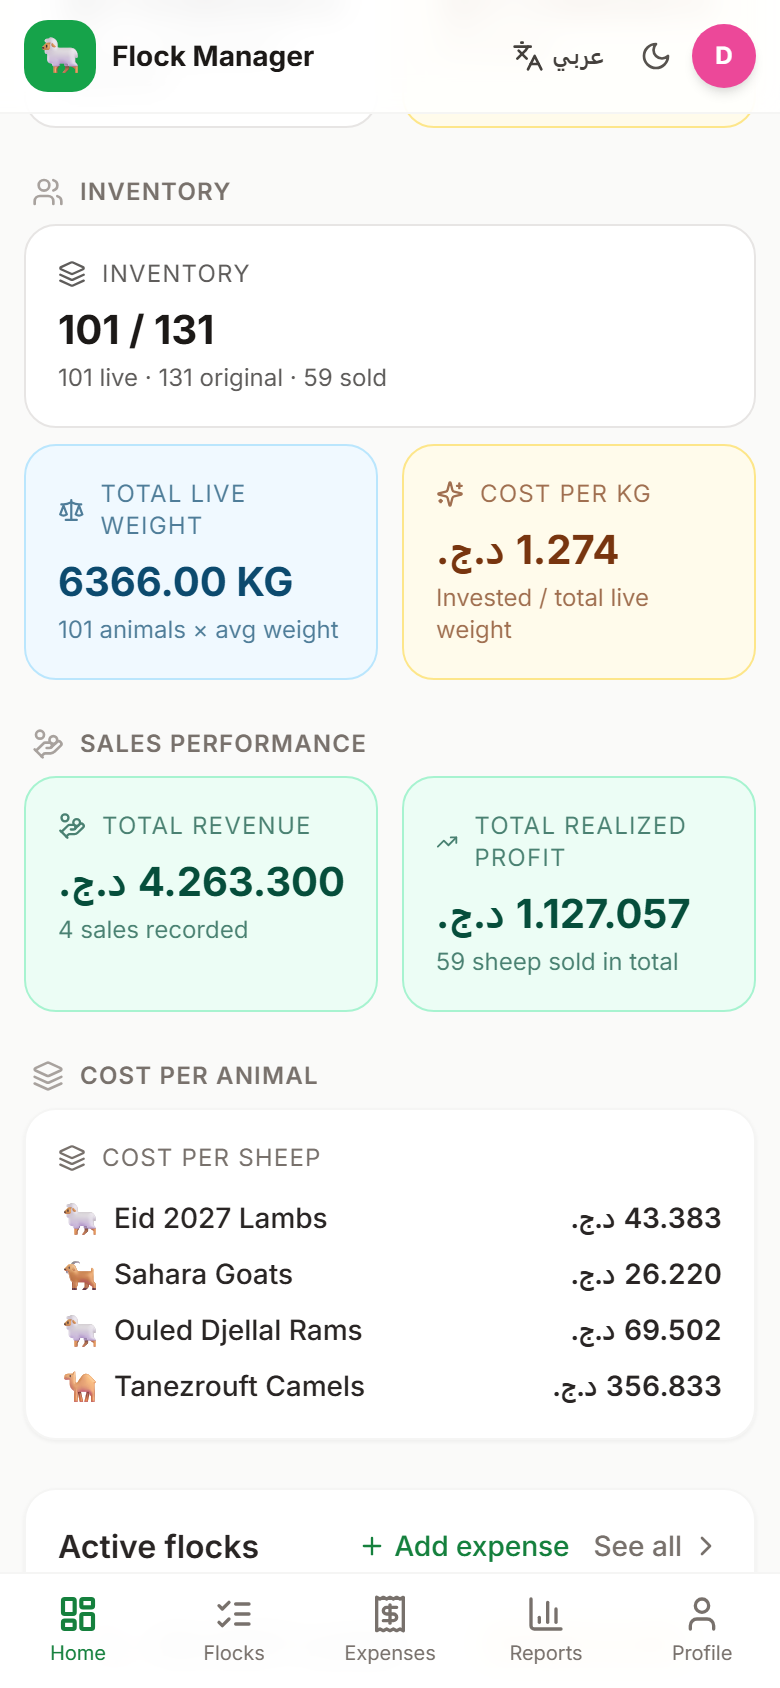 Flock Manager
عربي
D
INVENTORY
INVENTORY
101 / 131
101 live · 131 original · 59 sold
TOTAL LIVE
WEIGHT
6366.00 KG
101 animals × avg weight
COST PER KG
د.ج. 1.274
Invested / total live
weight
SALES PERFORMANCE
TOTAL REVENUE
د.ج. 4.263.300
4 sales recorded
TOTAL REALIZED
PROFIT
د.ج. 1.127.057
59 sheep sold in total
COST PER ANIMAL
COST PER SHEEP
Eid 2027 Lambs د.ج. 43.383
Sahara Goats د.ج. 26.220
Ouled Djellal Rams د.ج. 69.502
Tanezrouft Camels د.ج. 356.833
Active flocks + Add expense See all
Home Flocks Expenses Reports Profile